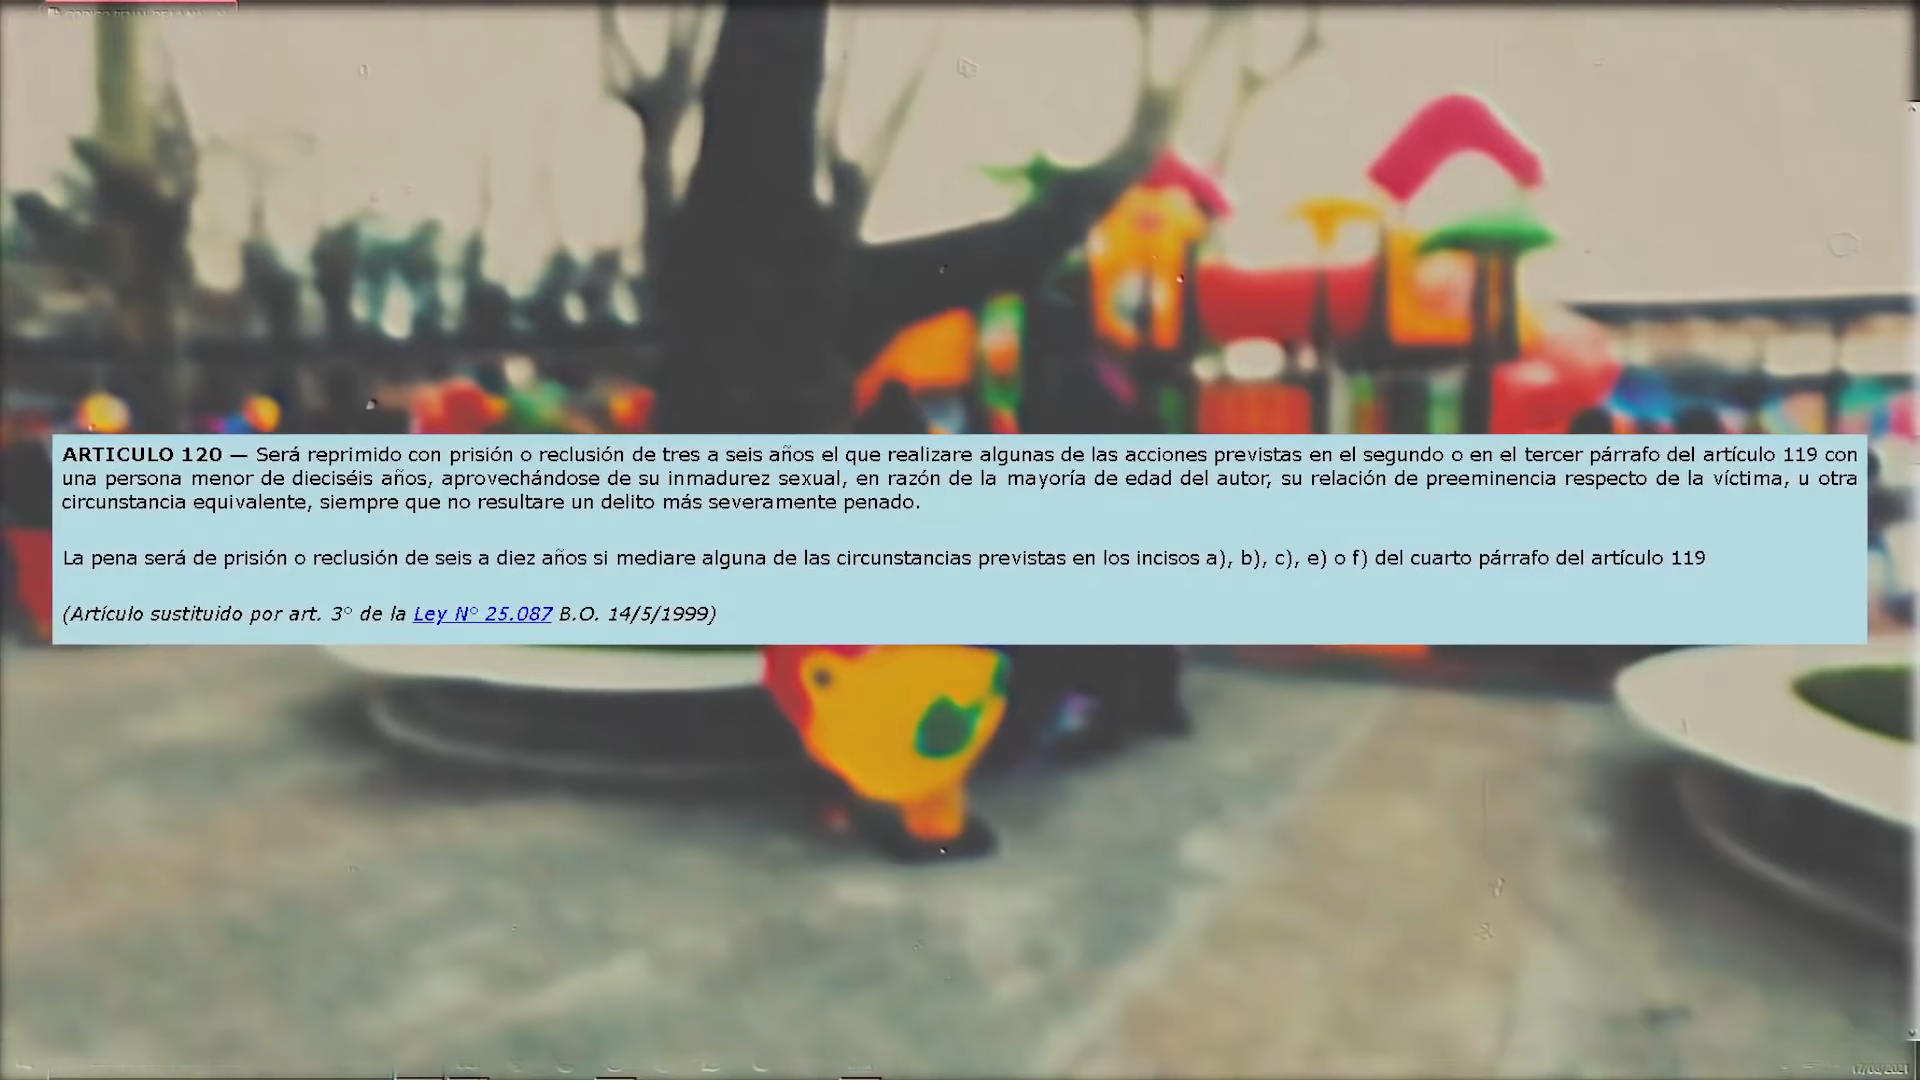 ARTICULO 120 — Será reprimido con prisión o reclusión de tres a seis años el que realizare algunas de las acciones previstas en el segundo o en el tercer párrafo del artículo 119 con
una persona menor de dieciséis años, aprovechándose de su inmadurez sexual, en razón de la mayoría de edad del autor, su relación de preeminencia respecto de la víctima, u otra
circunstancia equivalente, siempre que no resultare un delito más severamente penado.
La pena será de prisión o reclusión de seis a diez años si mediare alguna de las circunstancias previstas en los incisos a), b), c), e) o f) del cuarto párrafo del artículo 119
(Artículo sustituido por art. 3° de la Ley N° 25.087 B.O. 14/5/1999)